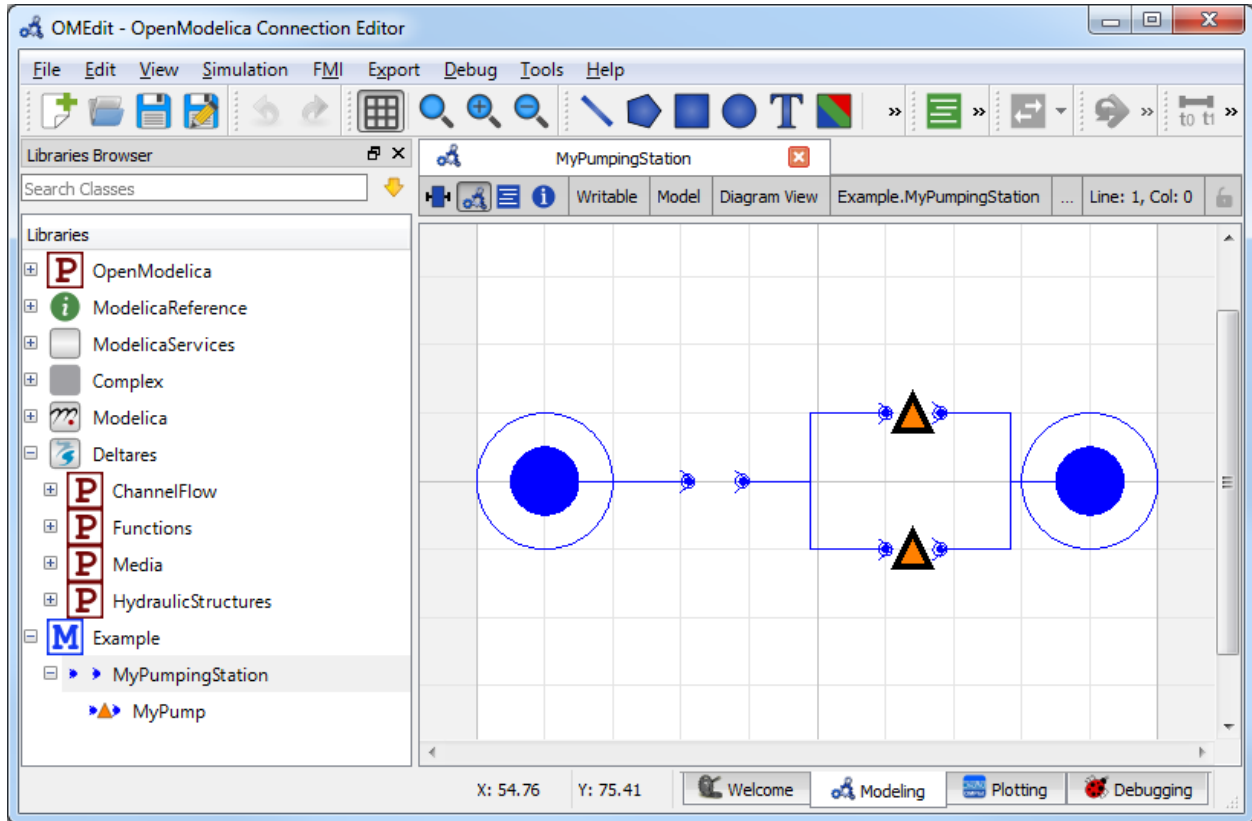 OMEdit - OpenModelica Connection Editor
File Edit View Simulation FMI Export Debug Tools Help
T » » » to t1 »
Libraries Browser
MyPumpingStation
Search Classes
i Writable Model Diagram View Example.MyPumpingStation ... Line: 1, Col: 0
Libraries
P OpenModelica
i ModelicaReference
ModelicaServices
Complex
m Modelica
Deltares
P ChannelFlow
P Functions
P Media
P HydraulicStructures
M Example
MyPumpingStation
MyPump
X: 54.76 Y: 75.41 Welcome Modeling Plotting Debugging